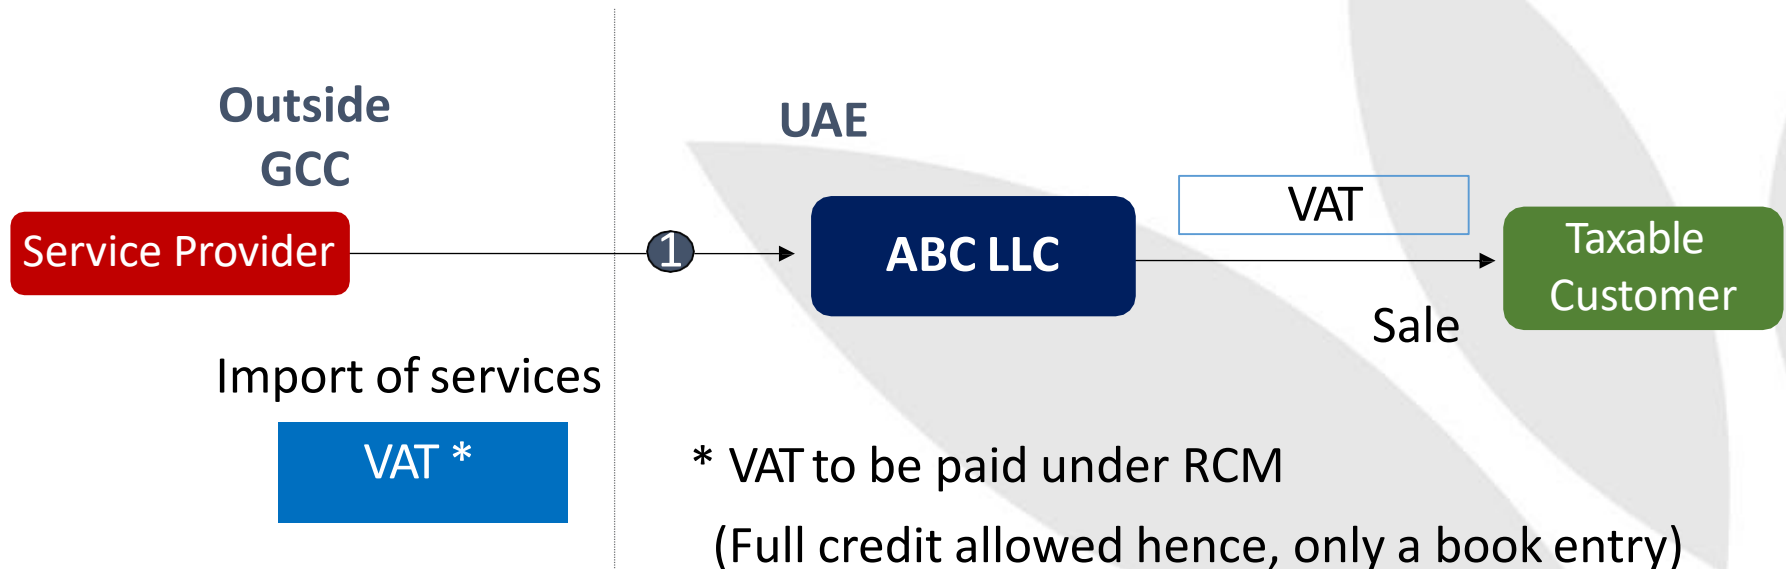 Outside
GCC
UAE
Service Provider
1
ABC LLC
VAT
Taxable
Customer
Sale
Import of services
VAT *
* VAT to be paid under RCM
(Full credit allowed hence, only a book entry)